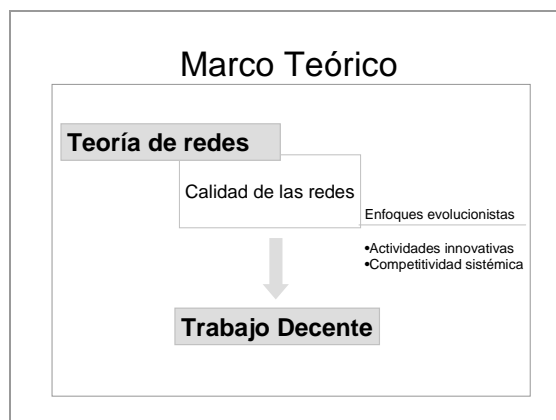 Marco Teórico
Teoría de redes
Calidad de las redes
Enfoques evolucionistas
•Actividades innovativas
•Competitividad sistémica
Trabajo Decente